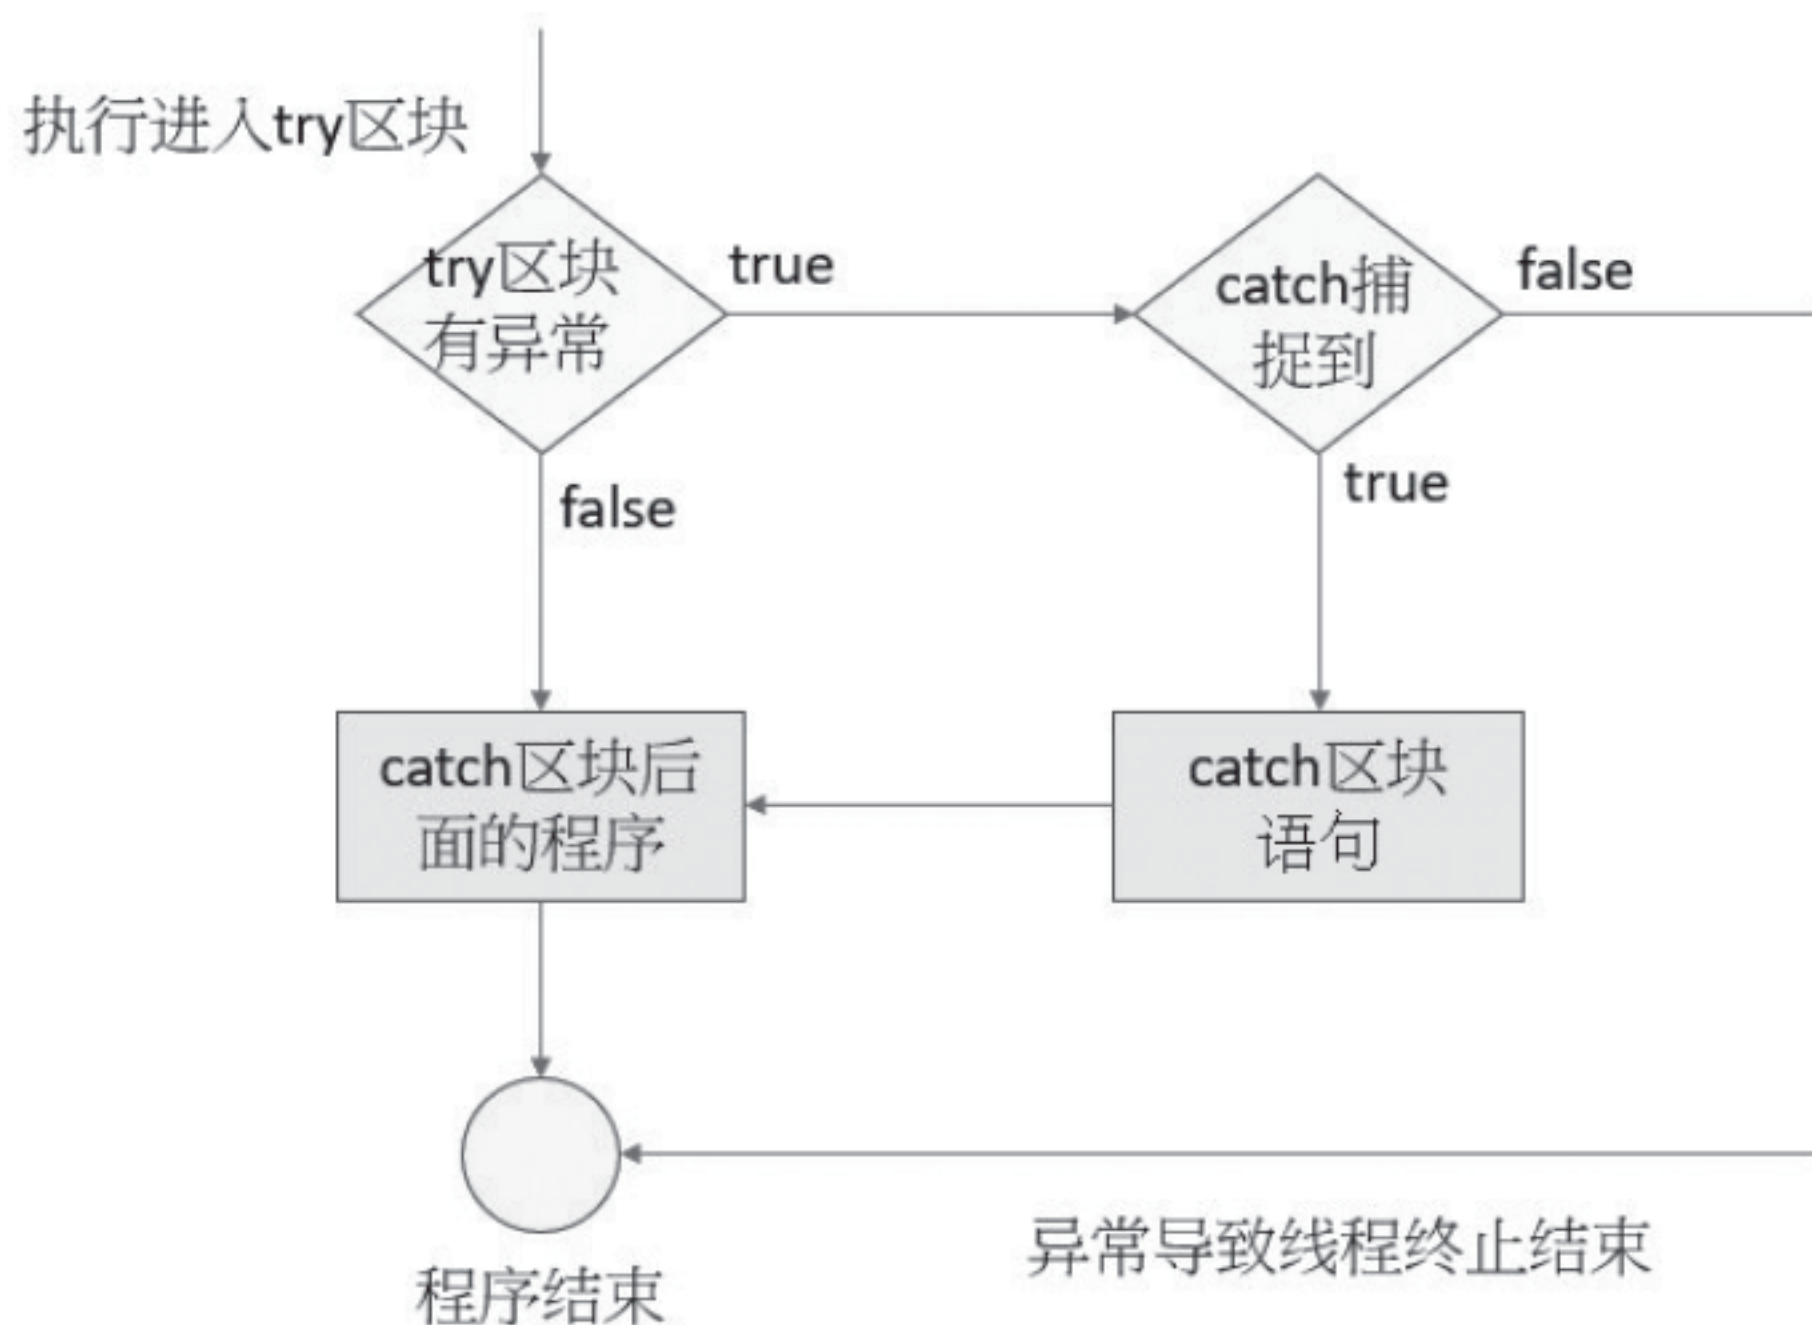 执行进入try区块
try区块
有异常
true
catch捕
捉到
false
false
true
catch区块后
面的程序
catch区块
语句
异常导致线程终止结束
程序结束